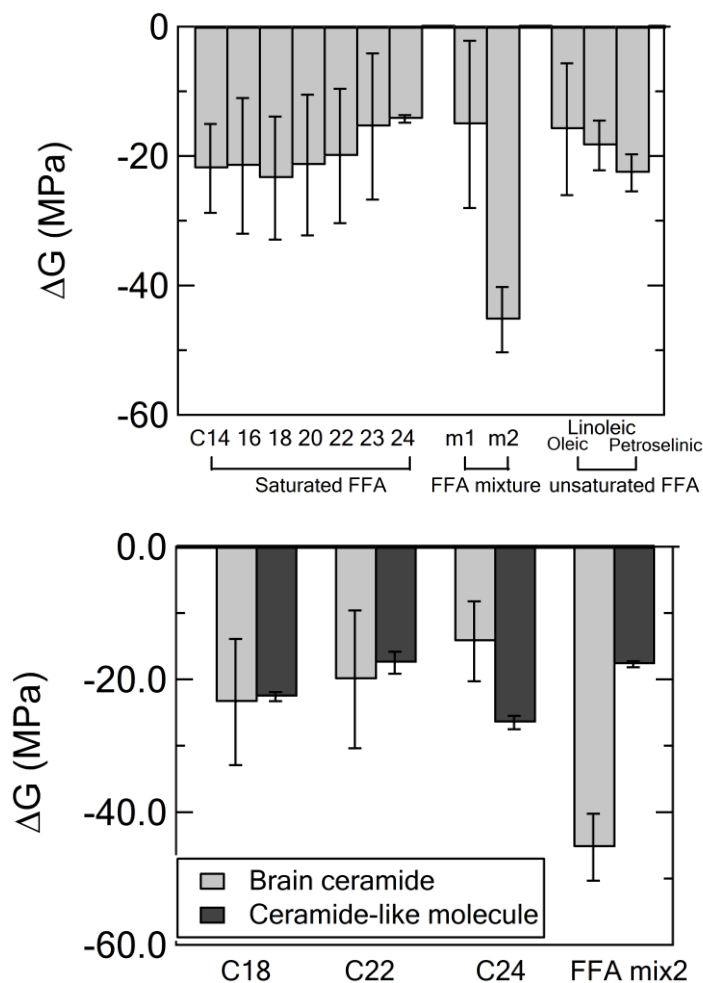 0
-20
-40
-60
ΔG (MPa)
C14 16 18 20 22 23 24 m1 m2 Linoleic
Oleic Petroselinic
Saturated FFA FFA mixture unsaturated FFA
0.0
-20.0
-40.0
-60.0
ΔG (MPa)
Brain ceramide
Ceramide-like molecule
C18 C22 C24 FFA mix2